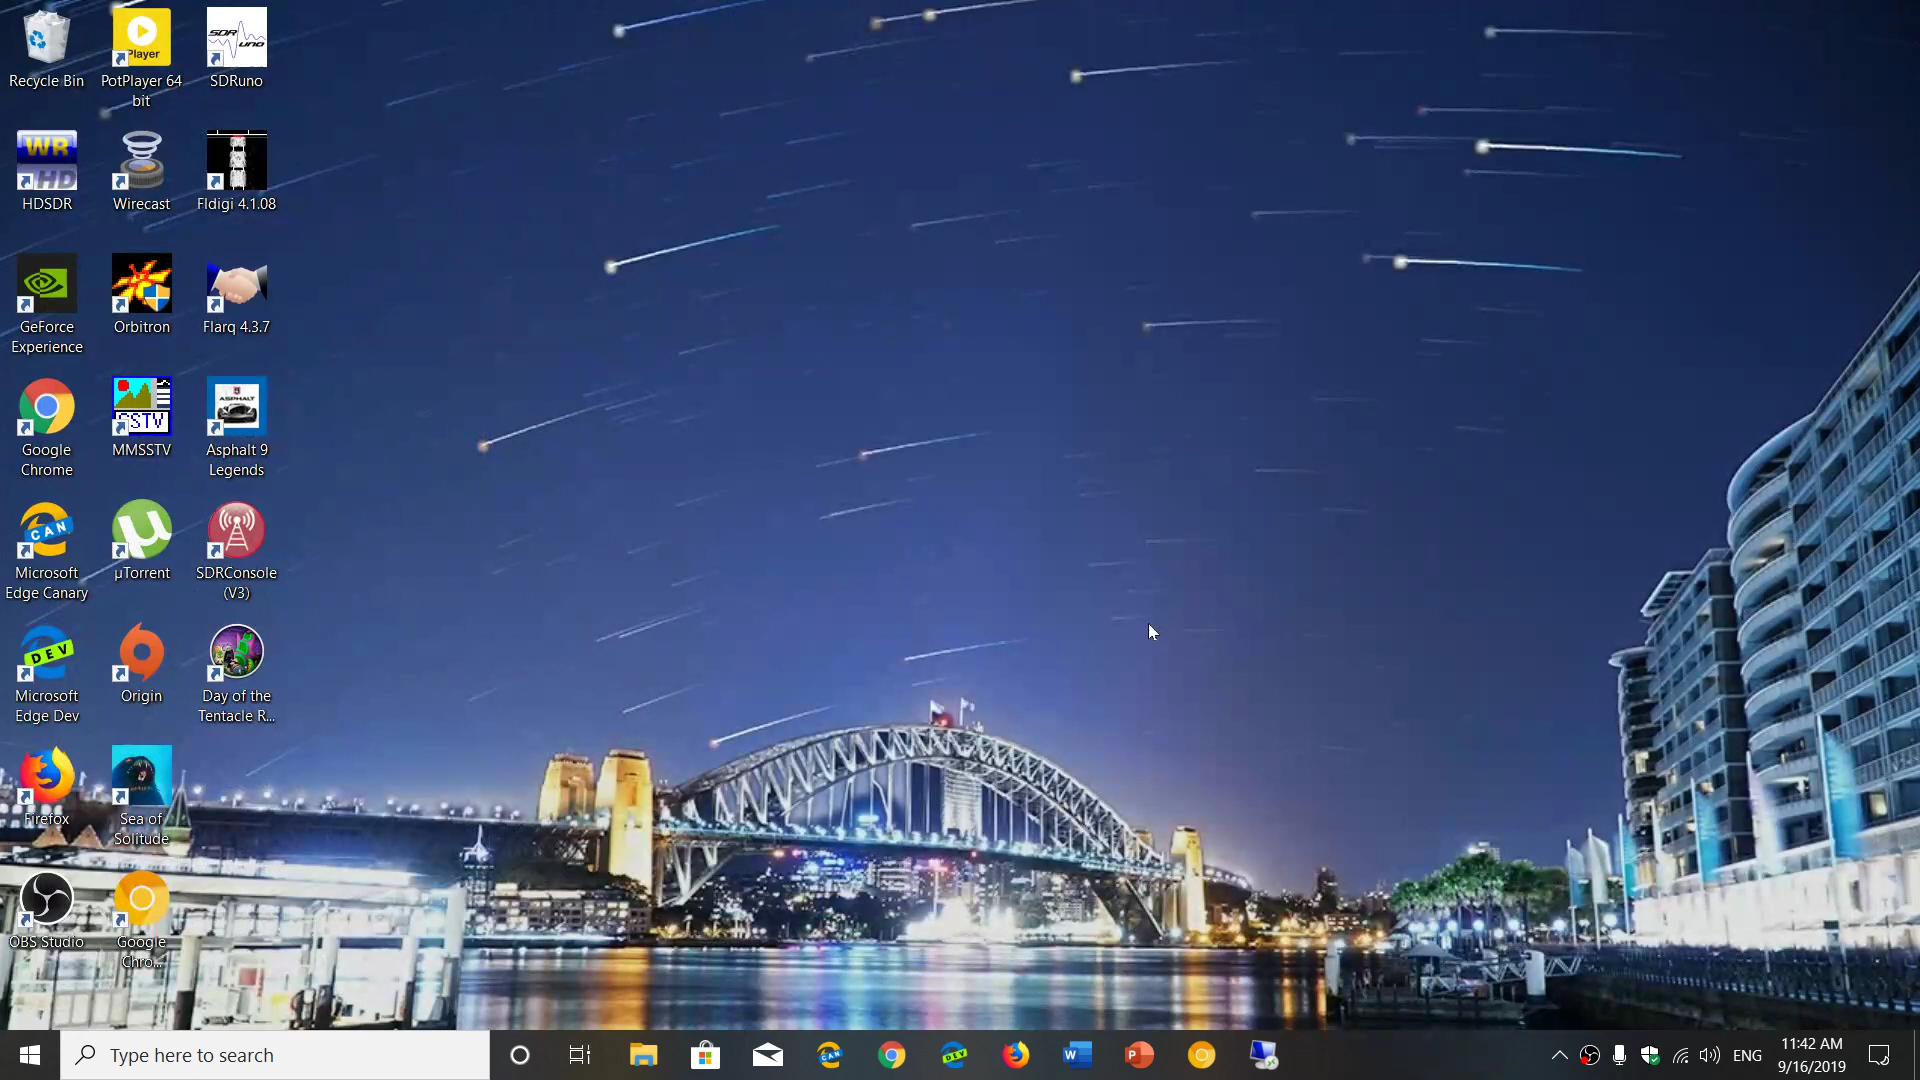 Recycle Bin
Player
PotPlayer 64
bit
SDR
uno
SDRuno
WR
HD
HDSDR
Wirecast
Fldigi 4.1.08
GeForce
Experience
Orbitron
Flarq 4.3.7
Google
Chrome
SSTV
MMSSTV
ASPHALT
Asphalt 9
Legends
CAN
Microsoft
Edge Canary
µ
µTorrent
SDRConsole
(V3)
DEV
Microsoft
Edge Dev
Origin
Day of the
Tentacle R...
Firefox
Sea of
Solitude
OBS Studio
Google
Chro...
Type here to search
CAN
DEV
W
P
ENG
11:42 AM
9/16/2019